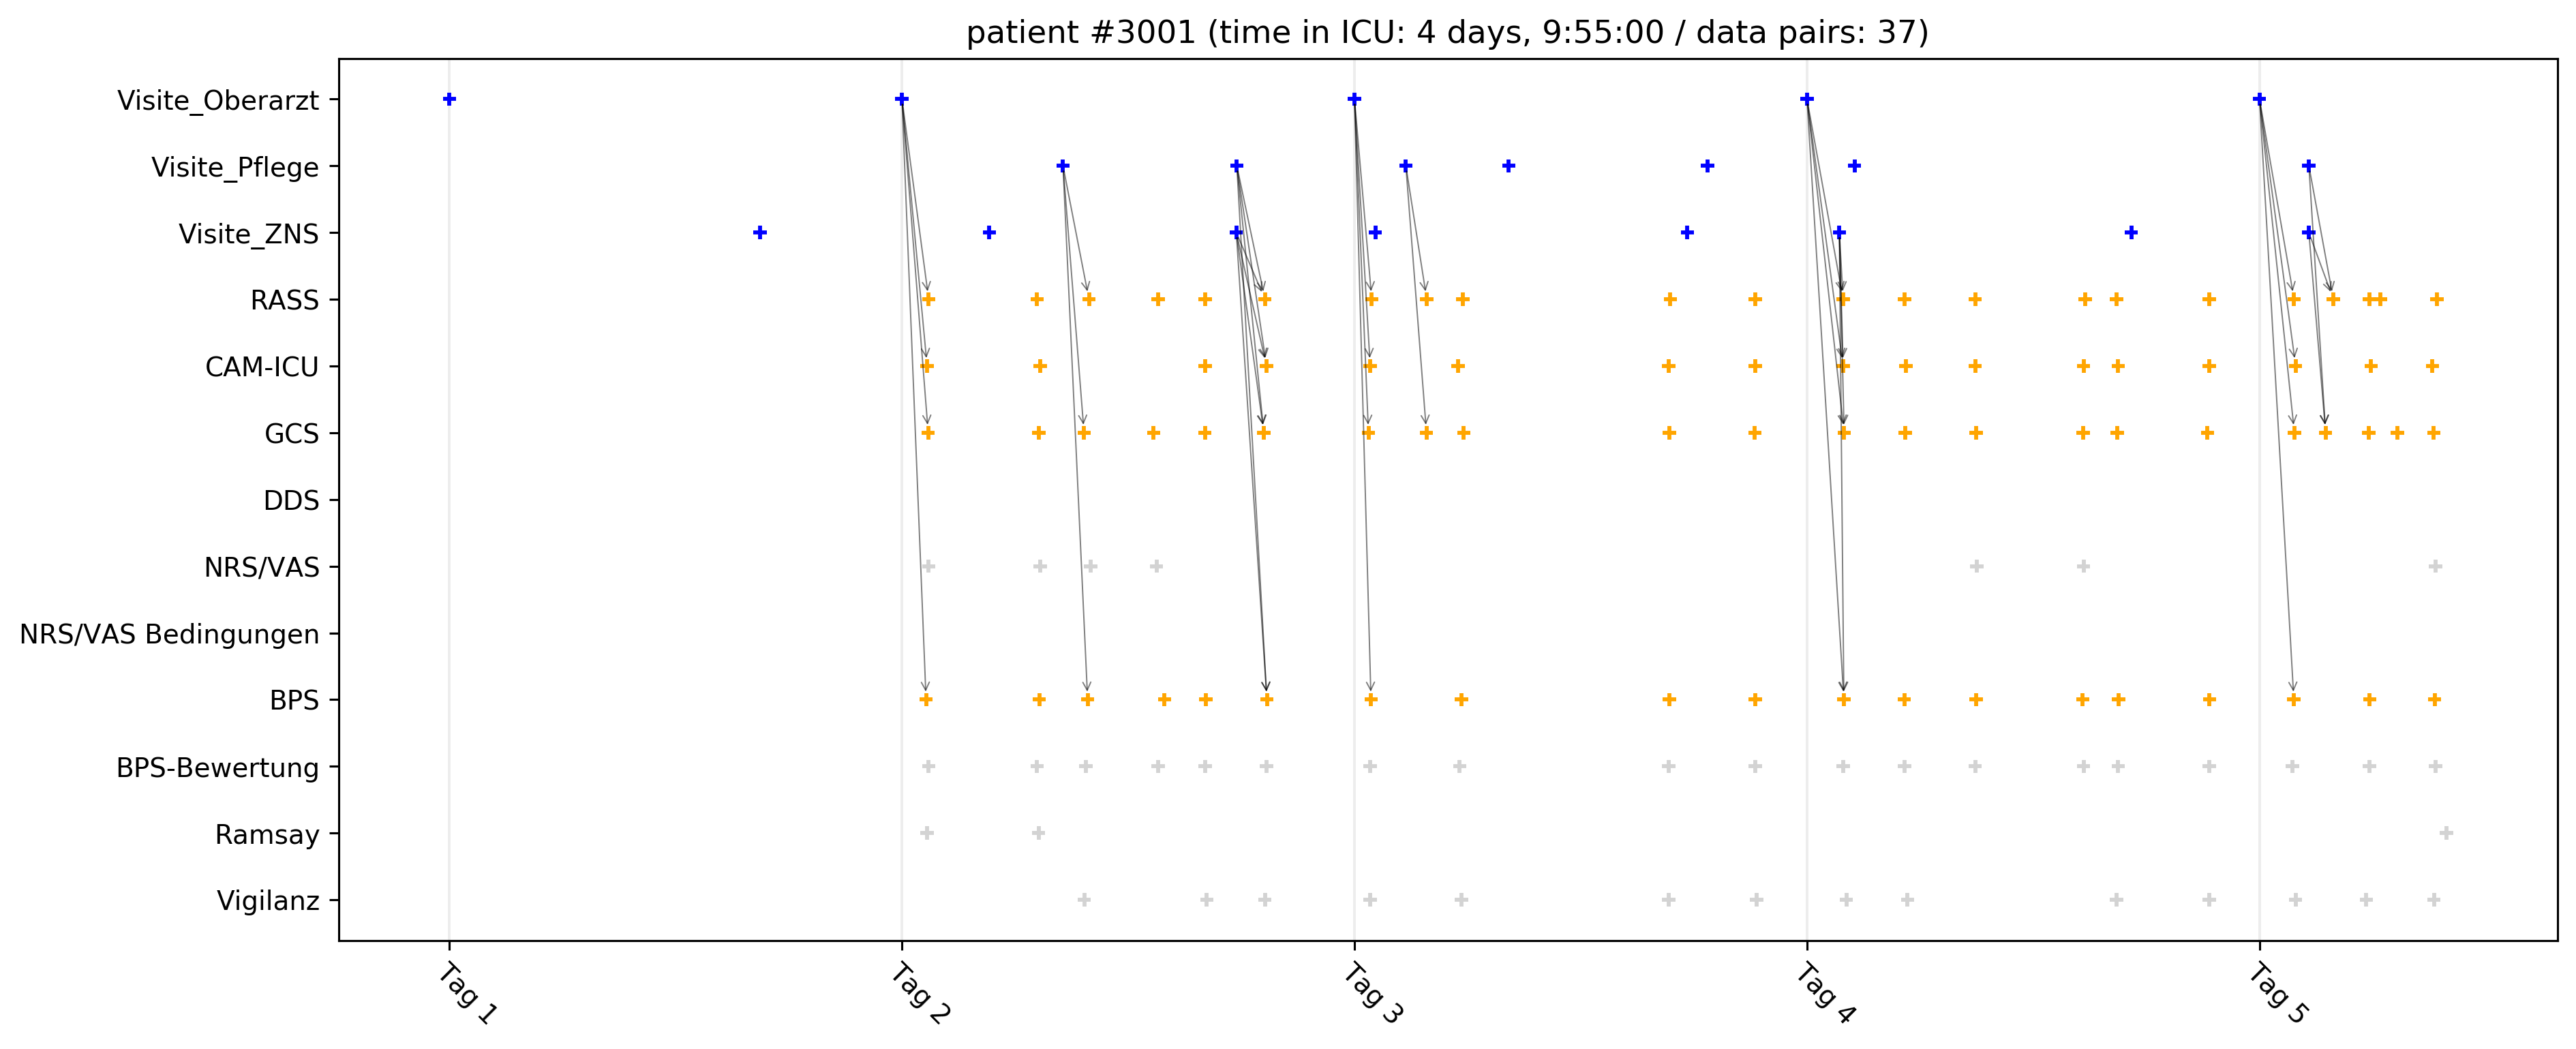 patient #3001 (time in ICU: 4 days, 9:55:00 / data pairs: 37)
Visite_Oberarzt
Visite_Pflege
Visite_ZNS
RASS
CAM-ICU
GCS
DDS
NRS/VAS
NRS/VAS Bedingungen
BPS
BPS-Bewertung
Ramsay
Vigilanz
Tag 1
Tag 2
Tag 3
Tag 4
Tag 5